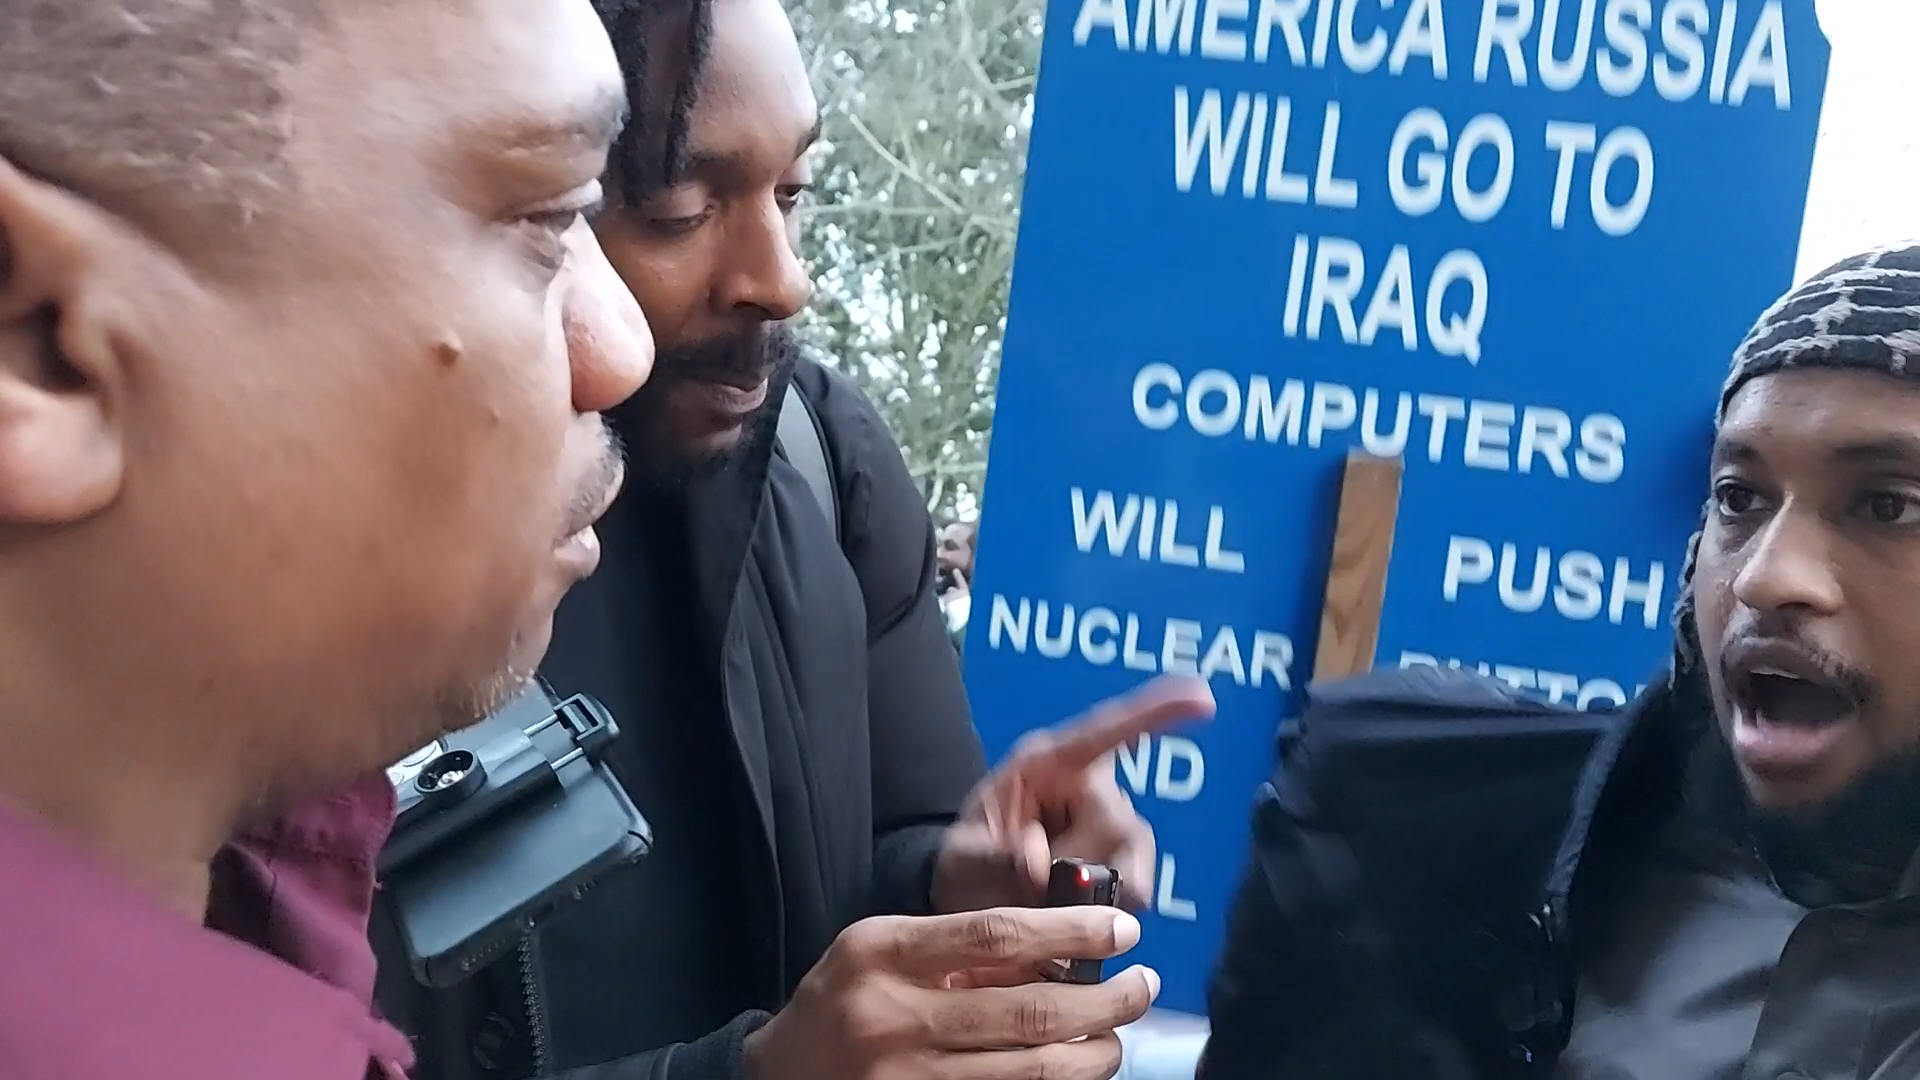 AMERICA RUSSIA
WILL GO TO
IRAQ
COMPUTERS
WILL PUSH
NUCLEAR